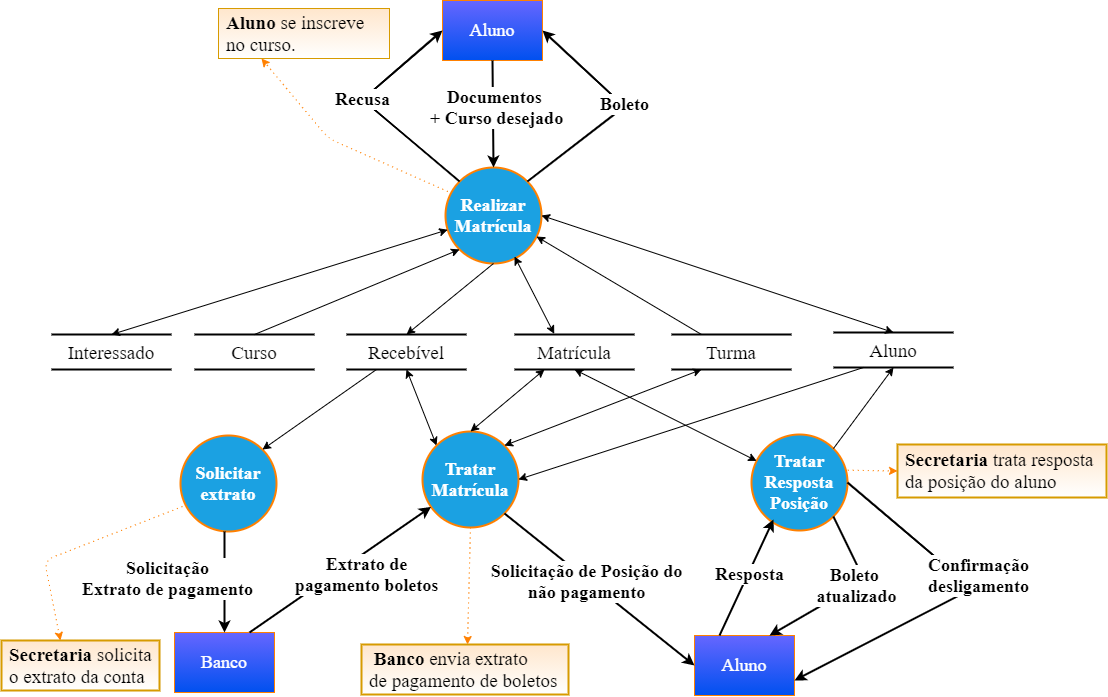 Aluno se inscreve
no curso.
Aluno
Recusa
Documentos
+ Curso desejado
Boleto
Realizar
Matrícula
Interessado
Curso
Recebível
Matrícula
Turma
Aluno
Solicitar
extrato
Tratar
Matrícula
Tratar
Resposta
Posição
Secretaria trata resposta
da posição do aluno
Solicitação
Extrato de pagamento
Extrato de
pagamento boletos
Solicitação de Posição do
não pagamento
Resposta
Boleto
atualizado
Confirmação
desligamento
Secretaria solicita
o extrato da conta
Banco
Banco envia extrato
de pagamento de boletos
Aluno